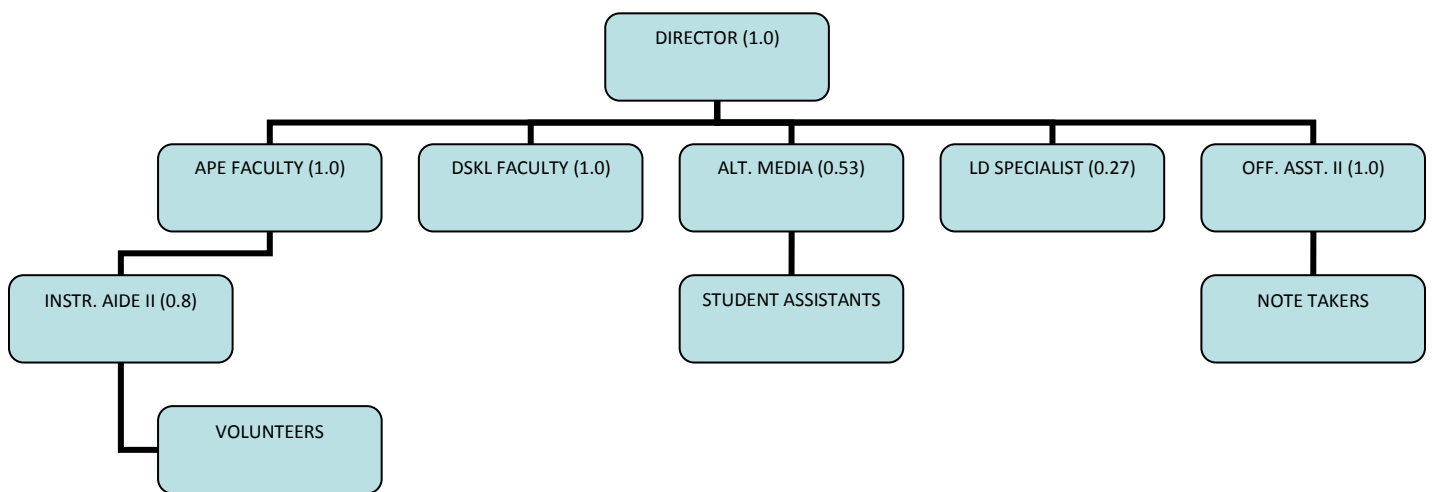 DIRECTOR (1.0)
APE FACULTY (1.0)
DSKL FACULTY (1.0)
ALT. MEDIA (0.53)
LD SPECIALIST (0.27)
OFF. ASST. II (1.0)
INSTR. AIDE II (0.8)
STUDENT ASSISTANTS
NOTE TAKERS
VOLUNTEERS